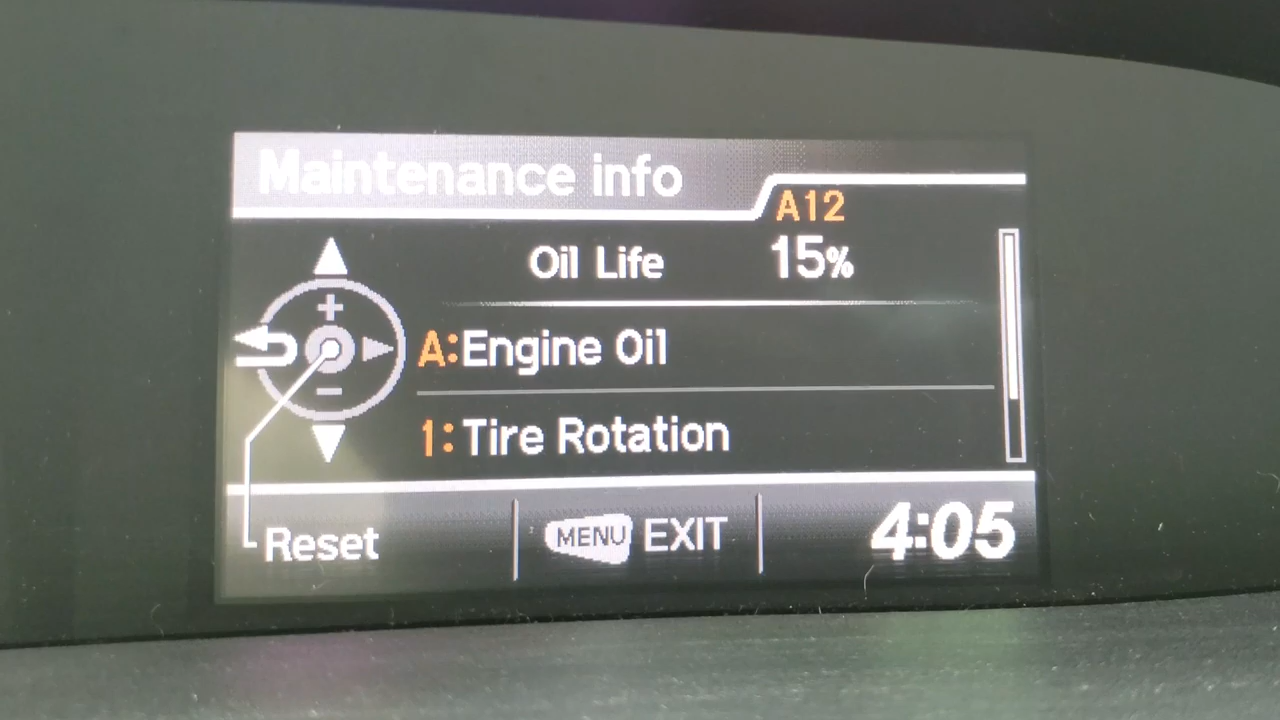 Maintenance info
A12
Oil Life 15%
A:Engine Oil
1:Tire Rotation
Reset MENU EXIT 4:05